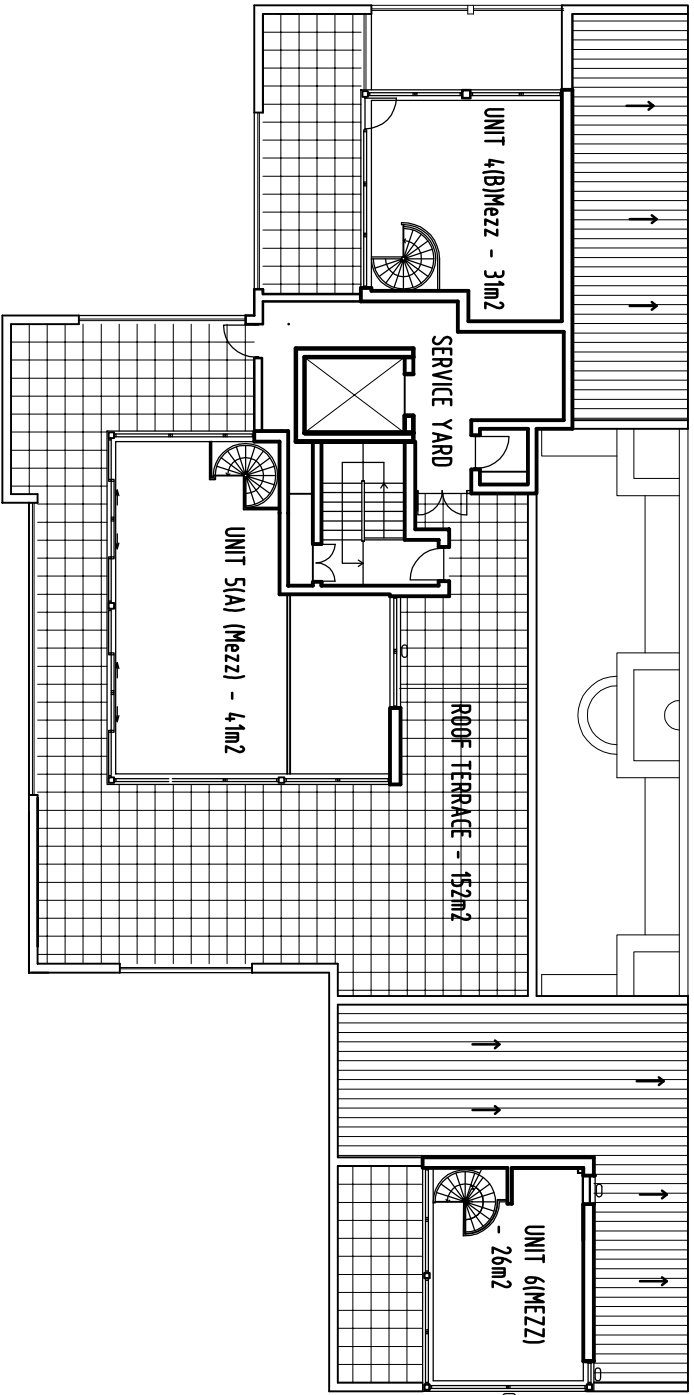 UNIT 4(B)Mezz - 31m2
SERVICE YARD
UNIT 5(A) (Mezz) - 41m2
ROOF TERRACE - 152m2
UNIT 6(MEZZ)
- 26m2